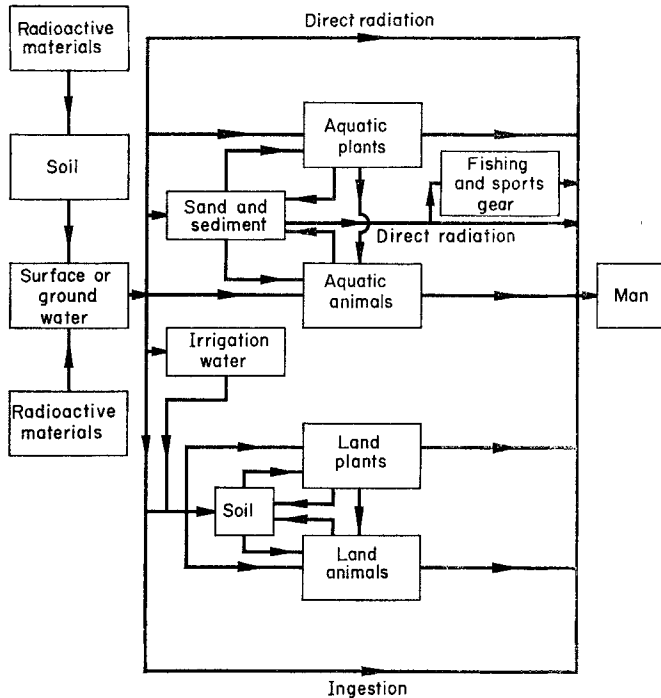 Radioactive
materials
Direct radiation
Soil
Aquatic
plants
Fishing
and sports
gear
Sand and
sediment
Direct radiation
Surface or
ground
water
Aquatic
animals
Man
Irrigation
water
Radioactive
materials
Land
plants
Soil
Land
animals
Ingestion